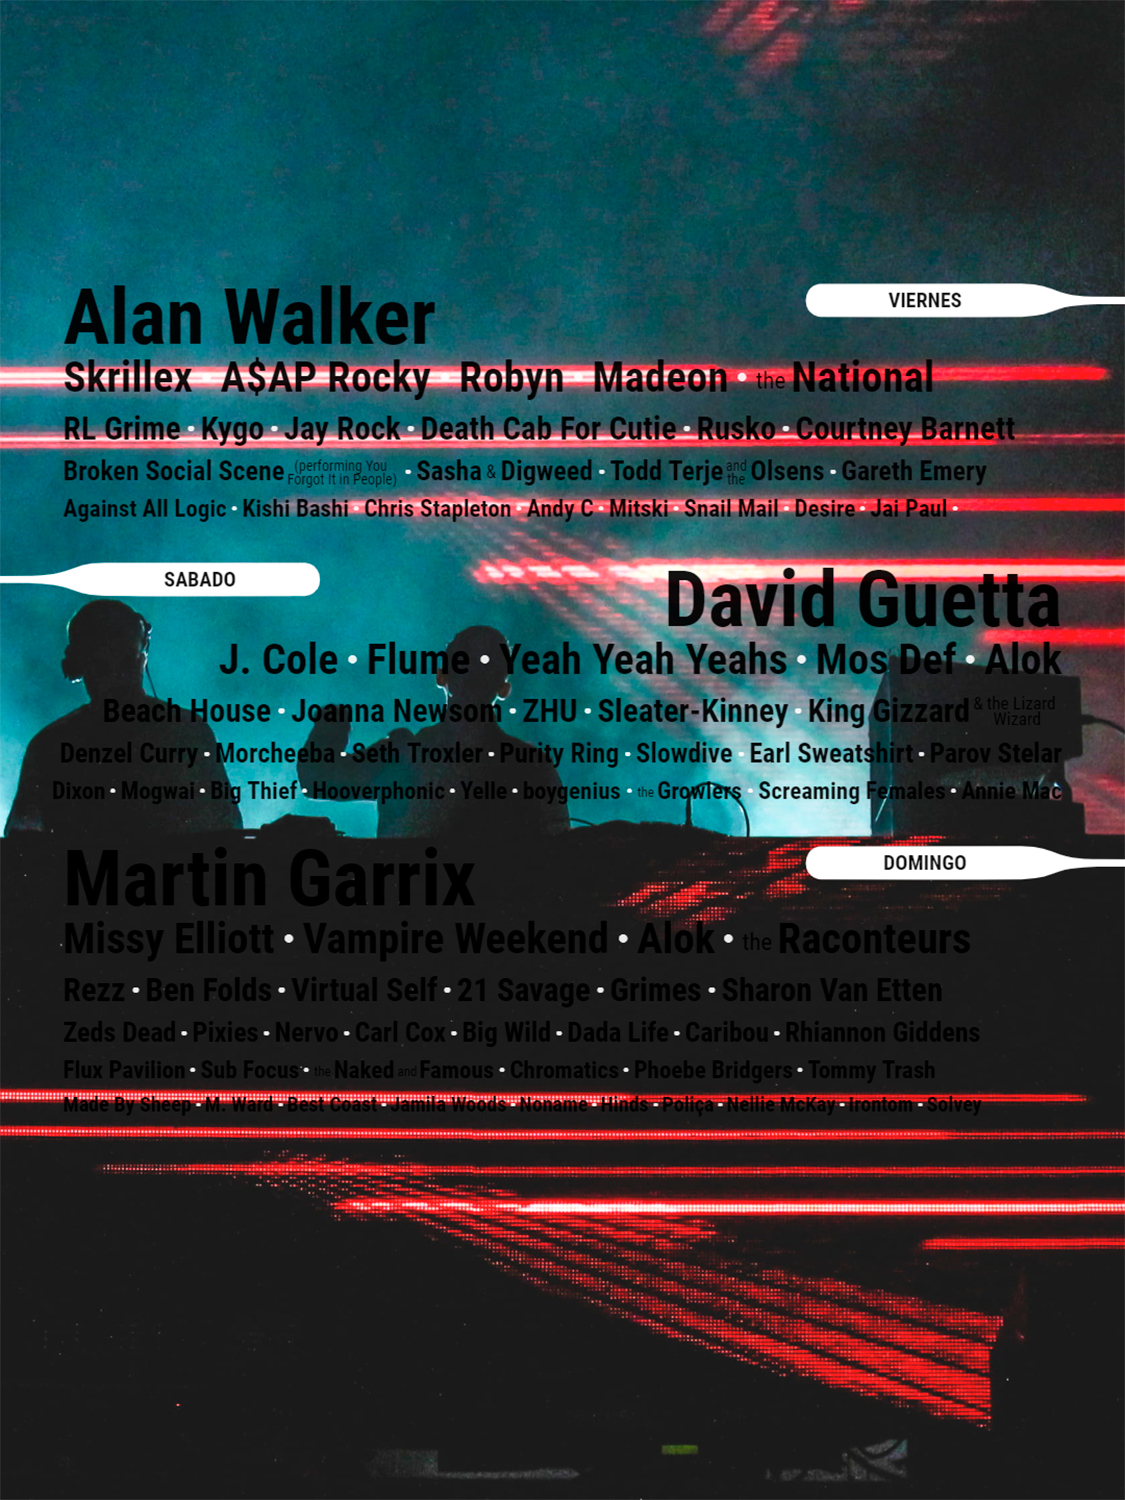 Alan Walker
VIERNES
Skrillex · A$AP Rocky · Robyn · Madeon · the National
RL Grime · Kygo · Jay Rock · Death Cab For Cutie · Rusko · Courtney Barnett
Broken Social Scene (performing You Forgot It in People) · Sasha & Digweed · Todd Terje and the Olsens · Gareth Emery
Against All Logic · Kishi Bashi · Chris Stapleton · Andy C · Mitski · Snail Mail · Desire · Jai Paul ·
SABADO
David Guetta
J. Cole · Flume · Yeah Yeah Yeahs · Mos Def · Alok
Beach House · Joanna Newsom · ZHU · Sleater-Kinney · King Gizzard & the Lizard Wizard
Denzel Curry · Morcheeba · Seth Troxler · Purity Ring · Slowdive · Earl Sweatshirt · Parov Stelar
Dixon · Mogwai · Big Thief · Hooverphonic · Yelle · boygenius · the Growlers · Screaming Females · Annie Mac
Martin Garrix
DOMINGO
Missy Elliott · Vampire Weekend · Alok · the Raconteurs
Rezz · Ben Folds · Virtual Self · 21 Savage · Grimes · Sharon Van Etten
Zeds Dead · Pixies · Nervo · Carl Cox · Big Wild · Dada Life · Caribou · Rhiannon Giddens
Flux Pavilion · Sub Focus · the Naked and Famous · Chromatics · Phoebe Bridgers · Tommy Trash
Made By Sheep · M. Ward · Best Coast · Jamila Woods · Noname · Hinds · Poliça · Nellie McKay · Irontom · Solvey